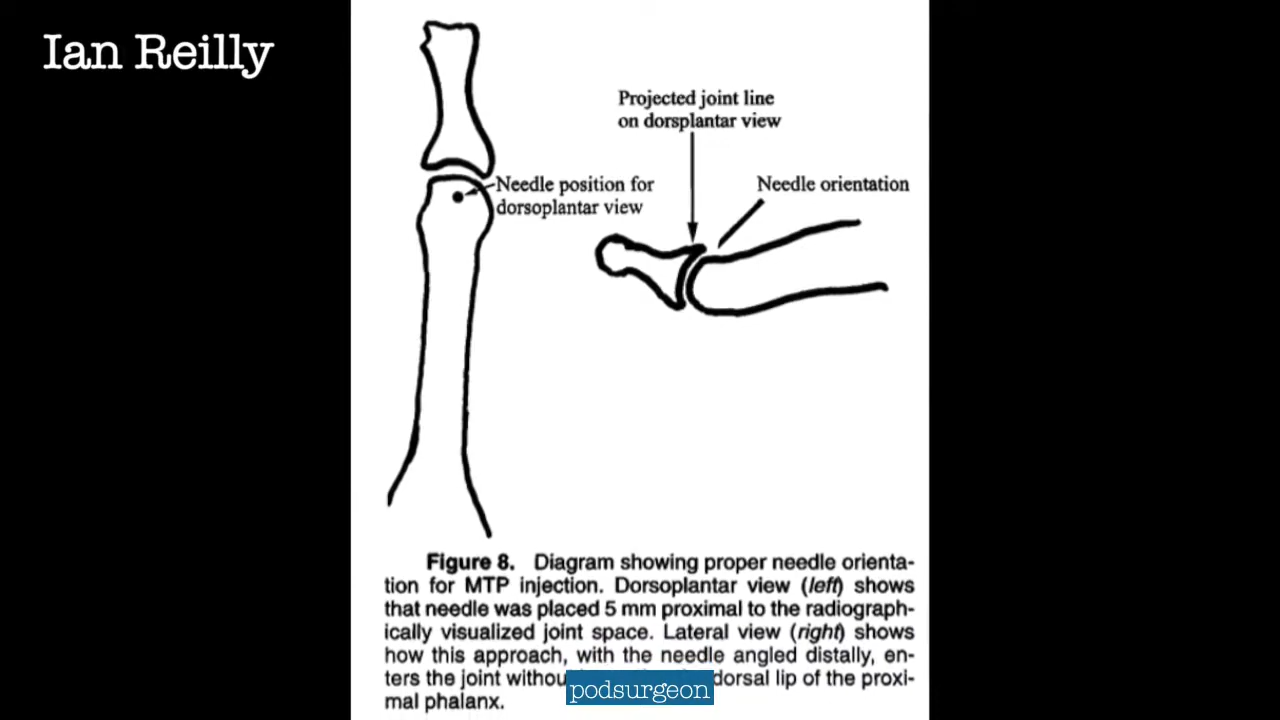 Ian Reilly
Projected joint line
on dorsplantar view
Needle position for
dorsoplantar view
Needle orientation
Figure 8. Diagram showing proper needle orienta-
tion for MTP injection. Dorsoplantar view (left) shows
that needle was placed 5 mm proximal to the radiograph-
ically visualized joint space. Lateral view (right) shows
how this approach, with the needle angled distally, en-
ters the joint dorsal lip of the proxi-
mal phalanx.
podsurgeon